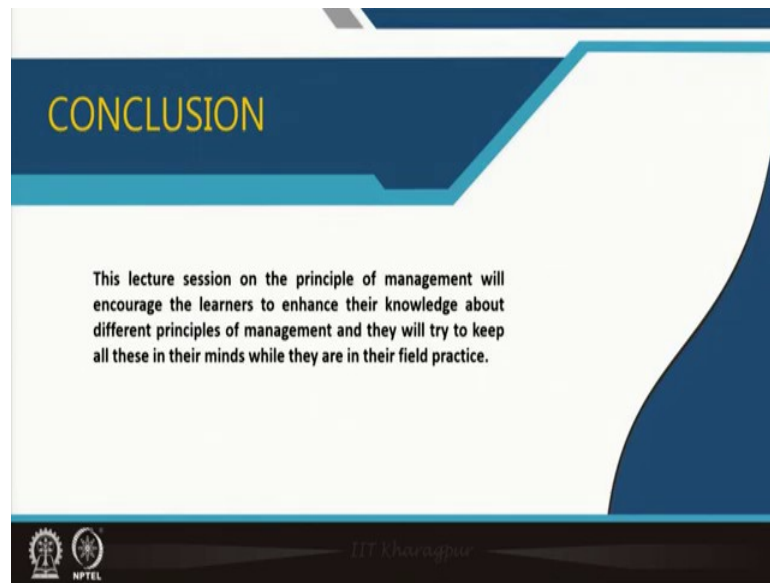 CONCLUSION
This lecture session on the principle of management will
encourage the learners to enhance their knowledge about
different principles of management and they will try to keep
all these in their minds while they are in their field practice.
IIT Kharagpur
NPTEL